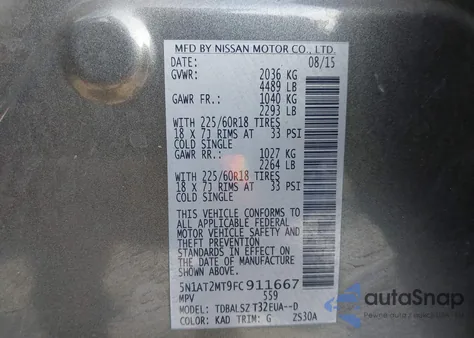 MFD BY NISSAN MOTOR CO., LTD.
DATE: 08/15
GVWR: 2036 KG
4489 LB
GAWR FR.: 1040 KG
2293 LB
WITH 225/60R18 TIRES
18 X 7J RIMS AT 33 PSI
COLD SINGLE
GAWR RR.: 1027 KG
2264 LB
WITH 225/60R18 TIRES
18 X 7J RIMS AT 33 PSI
COLD SINGLE
THIS VEHICLE CONFORMS TO
ALL APPLICABLE FEDERAL
MOTOR VEHICLE SAFETY
AND THEFT PREVENTION
STANDARDS IN EFFECT ON
THE DATE OF MANUFACTURE
SHOWN ABOVE.
5N1AT2MT9FC911667
MPV 559
MODEL: TDBALSZ T32EUA--D
COLOR: KAD TRIM: G ZS30A
autoSnap